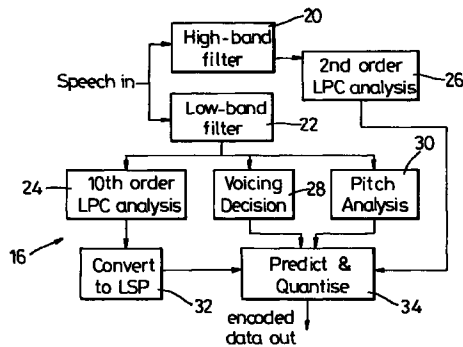 20
High-band
filter
Speech in
2nd order
LPC analysis
26
Low-band
filter
22
30
24
10th order
LPC analysis
Voicing
Decision
28
Pitch
Analysis
16
Convert
to LSP
32
Predict &
Quantise
34
encoded
data out